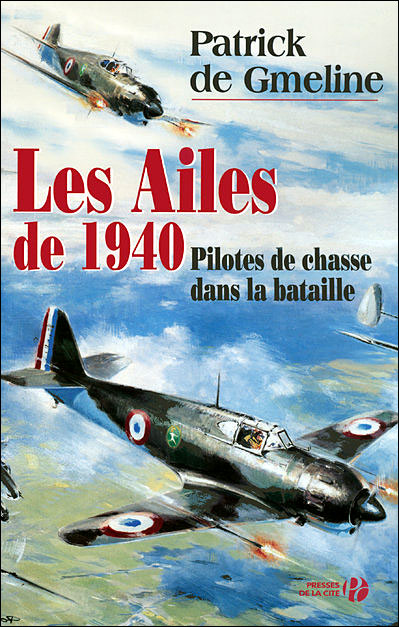 Patrick
de Gmeline
Les Ailes
de 1940
Pilotes de chasse
dans la bataille
PRESSES
DE LA CITÉ